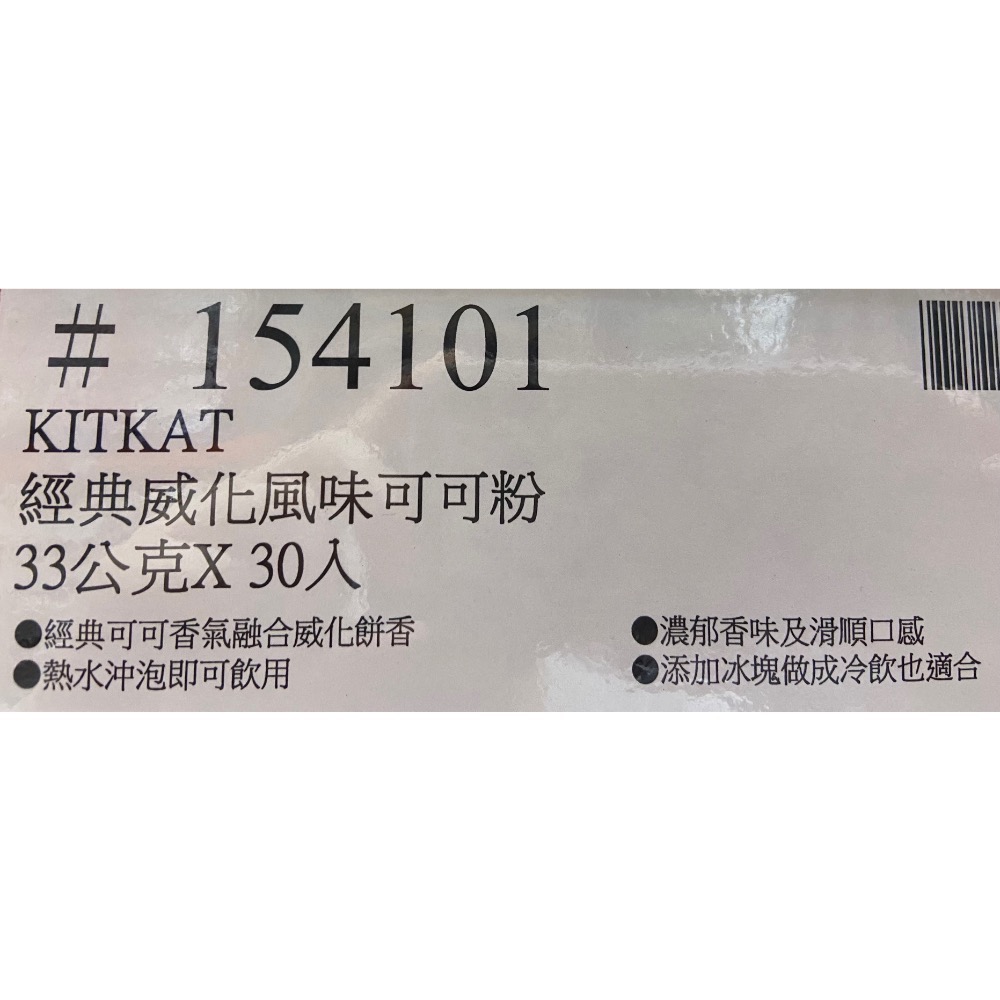 # 154101
KITKAT
經典威化風味可可粉
33公克X 30入
●經典可可香氣融合威化餅香
●濃郁香味及滑順口感
●熱水沖泡即可飲用
●添加冰塊做成冷飲也適合